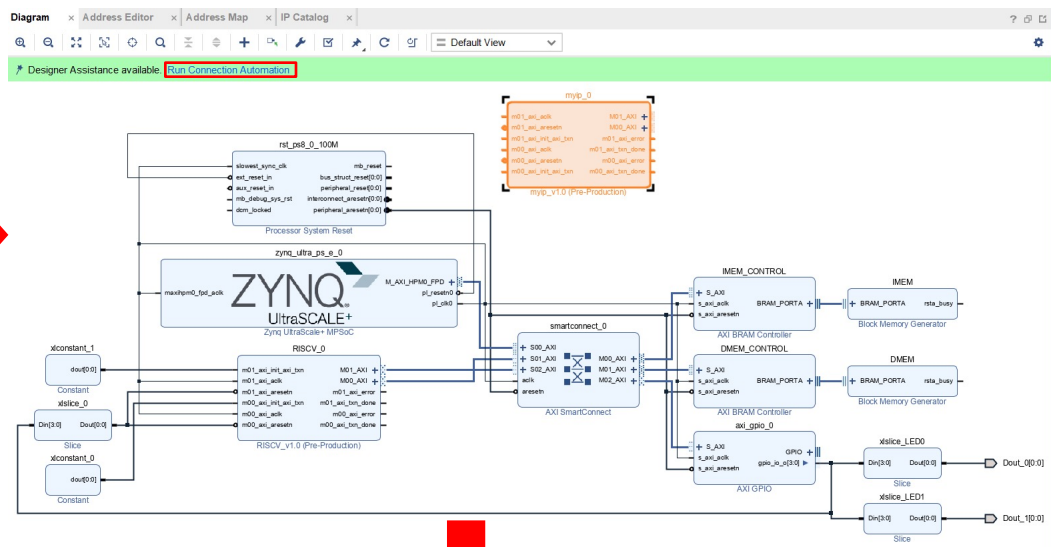 Diagram × Address Editor × Address Map × IP Catalog ×
Default View
Designer Assistance available. Run Connection Automation
myip_0
m01_axi_aclk M01_AXI
m01_axi_aresetn M00_AXI
m01_axi_init_axi_txn m01_axi_error
m00_axi_aclk m01_axi_txn_done
m00_axi_aresetn m00_axi_error
m00_axi_init_axi_txn m00_axi_txn_done
myip_v1.0 (Pre-Production)
rst_ps8_0_100M
slowest_sync_clk mb_reset
ext_reset_in bus_struct_reset[0:0]
aux_reset_in peripheral_reset[0:0]
mb_debug_sys_rst interconnect_aresetn[0:0]
dcm_locked peripheral_aresetn[0:0]
Processor System Reset
zynq_ultra_ps_e_0
maxihpm0_fpd_aclk
ZYNQ
UltraSCALE+
M_AXI_HPM0_FPD
pl_resetn0
pl_clk0
Zynq UltraScale+ MPSoC
xlconstant_1
dout[0:0]
Constant
xlslice_0
Din[3:0] Dout[0:0]
Slice
xlconstant_0
dout[0:0]
Constant
RISCV_0
m01_axi_init_axi_txn M01_AXI
m01_axi_aclk M00_AXI
m01_axi_aresetn m01_axi_error
m00_axi_init_axi_txn m01_axi_txn_done
m00_axi_aclk m00_axi_error
m00_axi_aresetn m00_axi_txn_done
RISCV_v1.0 (Pre-Production)
smartconnect_0
S00_AXI
S01_AXI M00_AXI
S02_AXI M01_AXI
aclk M02_AXI
aresetn
AXI SmartConnect
IMEM_CONTROL
S_AXI
s_axi_aclk BRAM_PORTA
s_axi_aresetn
AXI BRAM Controller
IMEM
BRAM_PORTA rsta_busy
Block Memory Generator
DMEM_CONTROL
S_AXI
s_axi_aclk BRAM_PORTA
s_axi_aresetn
AXI BRAM Controller
DMEM
BRAM_PORTA rsta_busy
Block Memory Generator
axi_gpio_0
S_AXI GPIO
s_axi_aclk gpio_io_o[3:0]
s_axi_aresetn
AXI GPIO
xlslice_LED0
Din[3:0] Dout[0:0] Dout_0[0:0]
Slice
xlslice_LED1
Din[3:0] Dout[0:0] Dout_1[0:0]
Slice